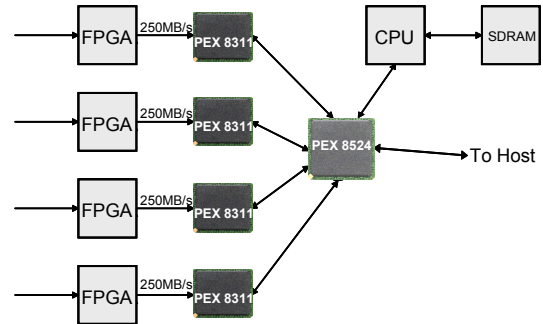 FPGA 250MB/s PEX 8311 CPU SDRAM
FPGA 250MB/s PEX 8311
PEX 8524
To Host
FPGA 250MB/s PEX 8311
FPGA 250MB/s PEX 8311